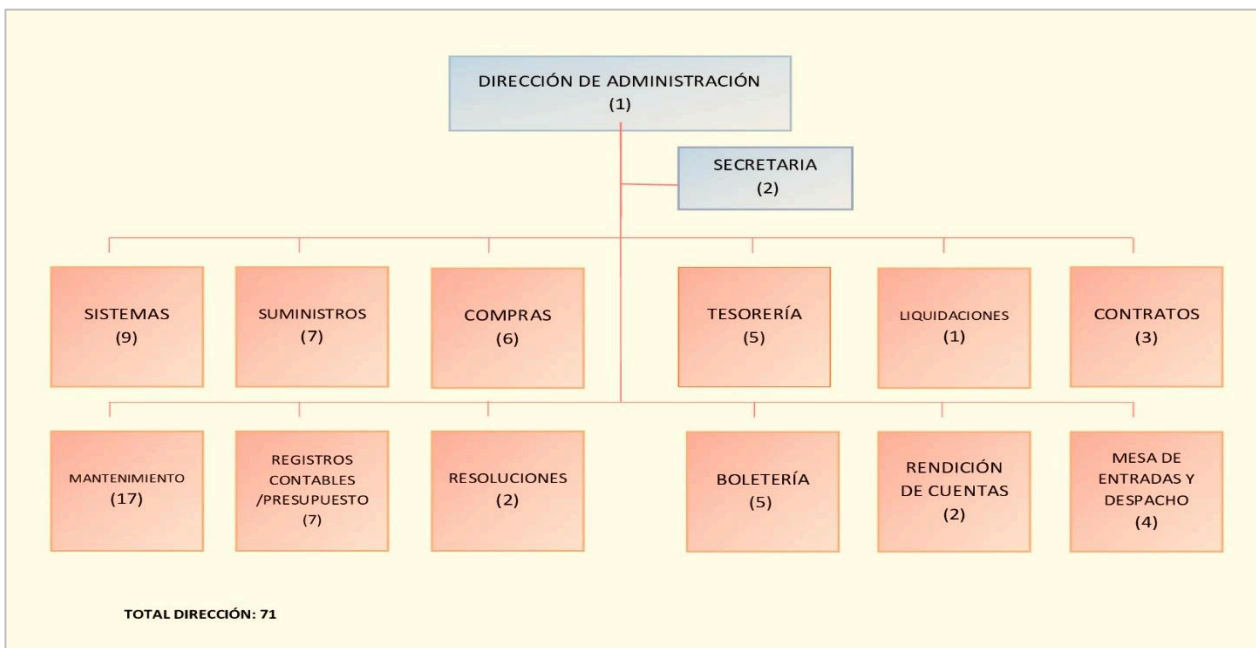 DIRECCIÓN DE ADMINISTRACIÓN
(1)
SECRETARIA
(2)
SISTEMAS
(9)
SUMINISTROS
(7)
COMPRAS
(6)
TESORERÍA
(5)
LIQUIDACIONES
(1)
CONTRATOS
(3)
MANTENIMIENTO
(17)
REGISTROS
CONTABLES
/PRESUPUESTO
(7)
RESOLUCIONES
(2)
BOLETERÍA
(5)
RENDICIÓN
DE CUENTAS
(2)
MESA DE
ENTRADAS Y
DESPACHO
(4)
TOTAL DIRECCIÓN: 71